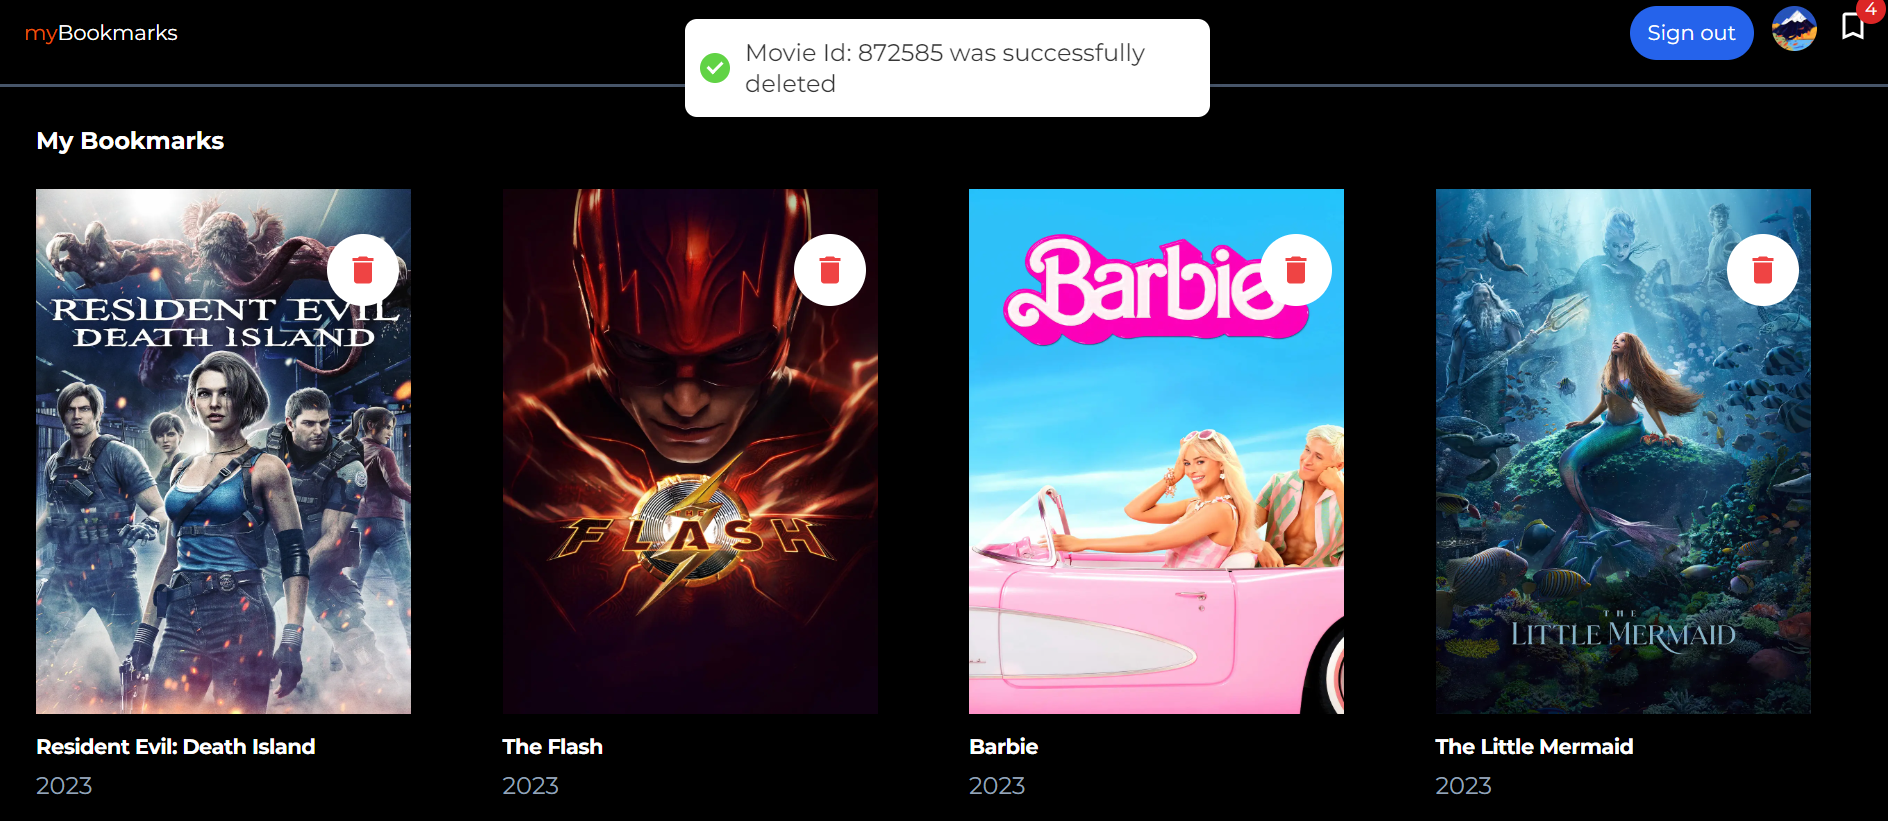 myBookmarks
Movie Id: 872585 was successfully
deleted
Sign out
4
My Bookmarks
RESIDENT EVIL
DEATH ISLAND
THE
FLASH
Barbie
THE
LITTLE MERMAID
Resident Evil: Death Island
2023
The Flash
2023
Barbie
2023
The Little Mermaid
2023